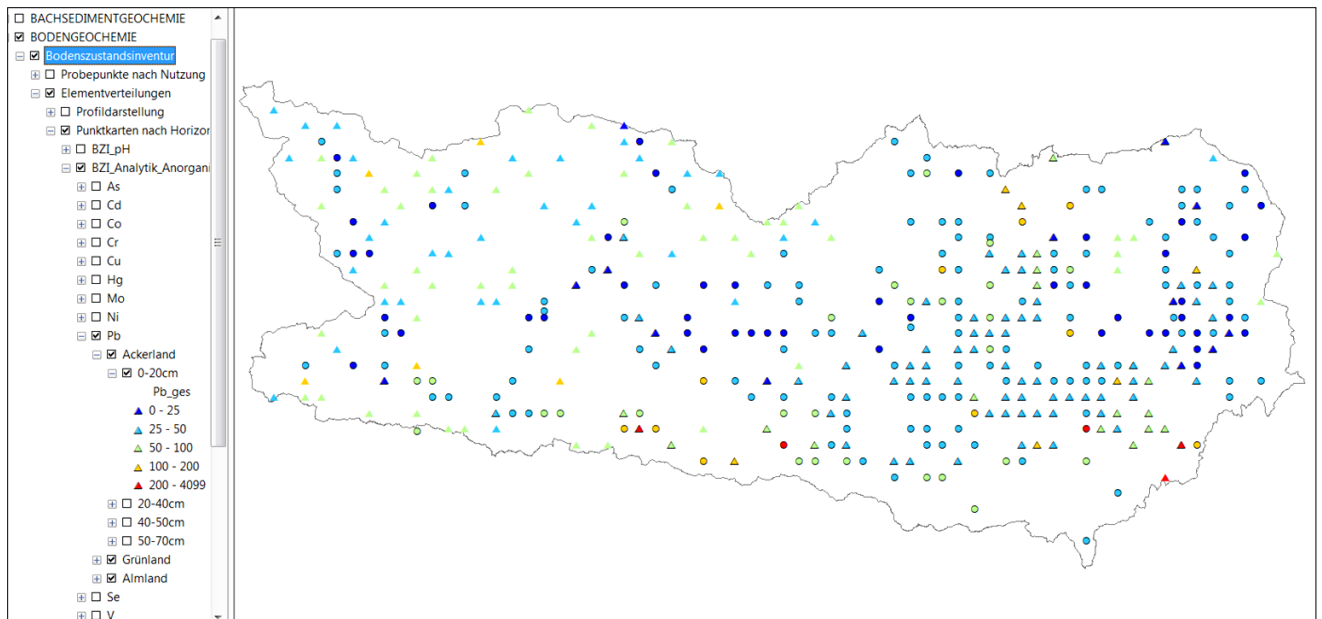 BACHSEDIMENTGEOCHEMIE
BODENGEOCHEMIE
Bodenszustandsinventur
Probepunkte nach Nutzung
Elementverteilungen
Profildarstellung
Punktkarten nach Horizor
BZI_pH
BZI_Analytik_Anorgani
As
Cd
Co
Cr
Cu
Hg
Mo
Ni
Pb
Ackerland
0-20cm
Pb_ges
0 - 25
25 - 50
50 - 100
100 - 200
200 - 4099
20-40cm
40-50cm
50-70cm
Grünland
Almland
Se
V